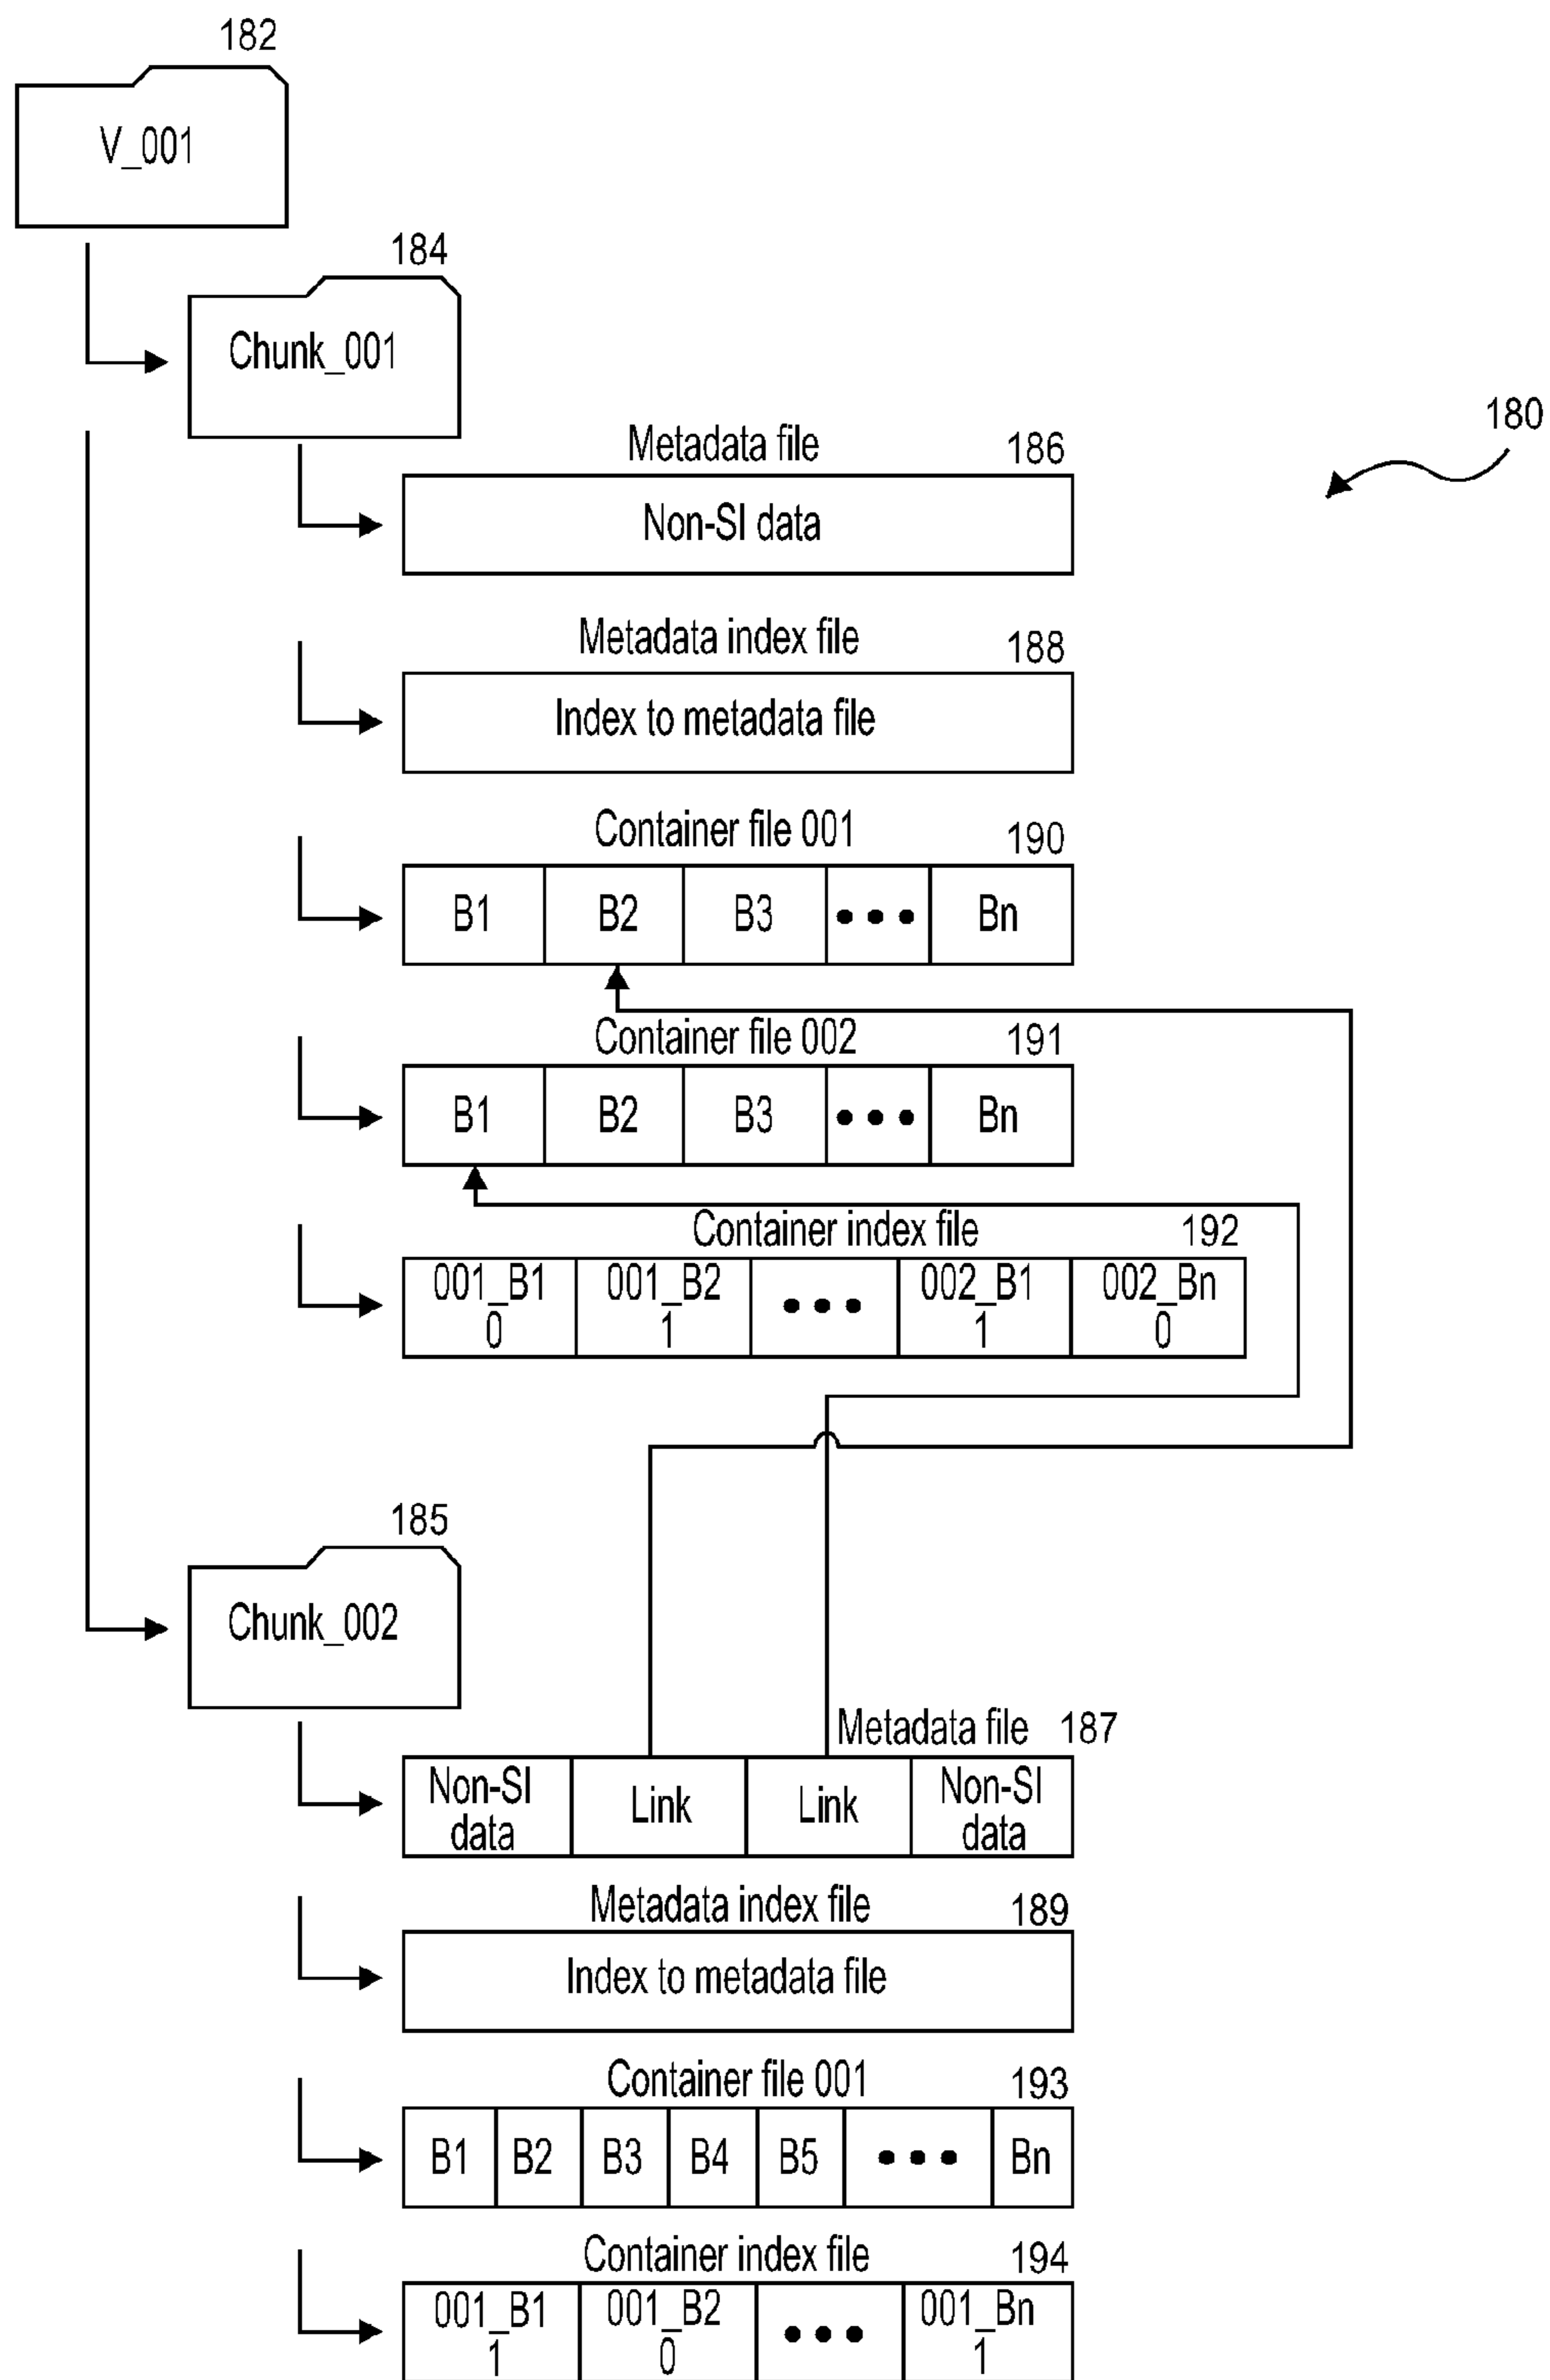 182
V_001
184
Chunk_001
180
Metadata file 186
Non-SI data
Metadata index file 188
Index to metadata file
Container file 001 190
B1 B2 B3 ••• Bn
Container file 002 191
B1 B2 B3 ••• Bn
Container index file 192
001_B1 001_B2 ••• 002_B1 002_Bn
0 1 1 0
185
Chunk_002
Metadata file 187
Non-SI Link Link Non-SI
data data
Metadata index file 189
Index to metadata file
Container file 001 193
B1 B2 B3 B4 B5 ••• Bn
Container index file 194
001_B1 001_B2 ••• 001_Bn
1 0 1